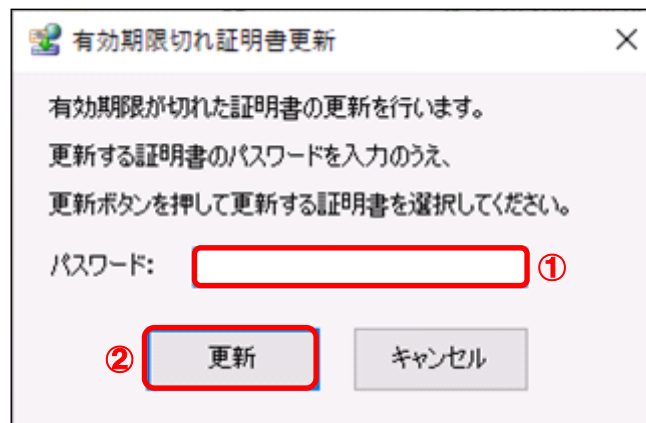 有効期限切れ証明書更新
有効期限が切れた証明書の更新を行います。
更新する証明書のパスワードを入力のうえ、
更新ボタンを押して更新する証明書を選択してください。
パスワード:
①
②
更新
キャンセル